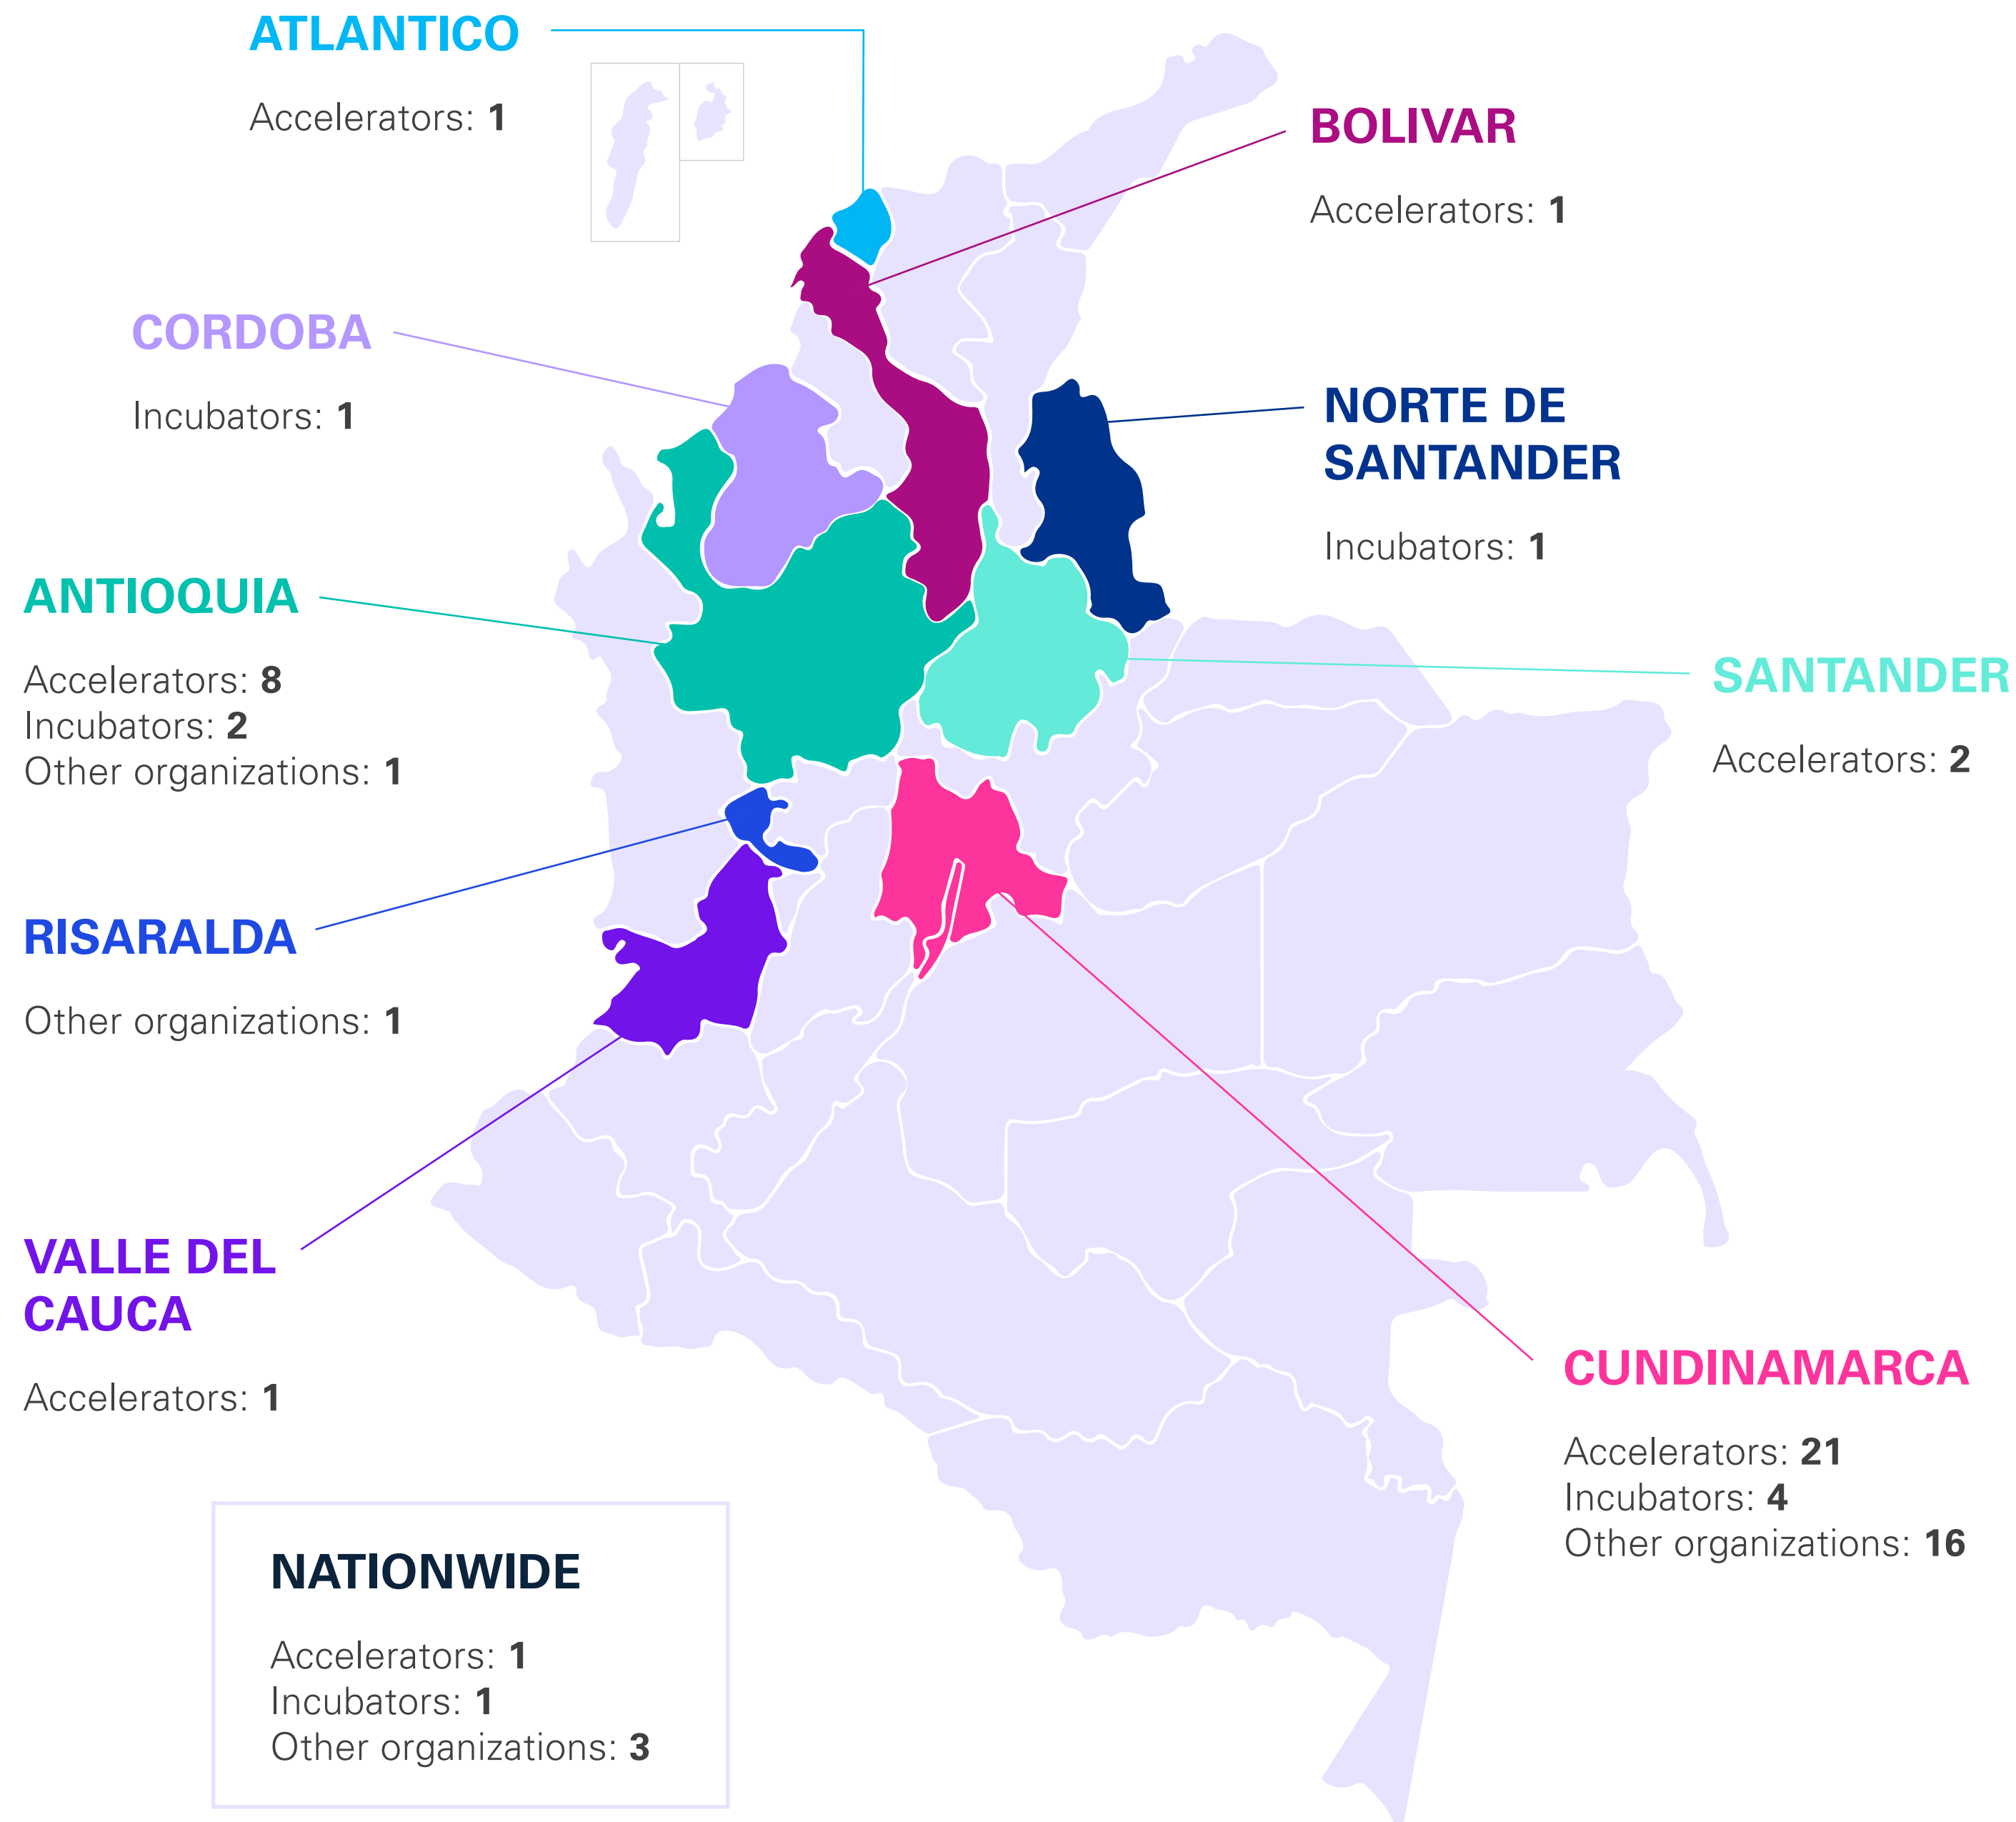 ATLANTICO
Accelerators: 1
BOLIVAR
Accelerators: 1
CORDOBA
Incubators: 1
NORTE DE
SANTANDER
Incubators: 1
ANTIOQUIA
Accelerators: 8
Incubators: 2
Other organizations: 1
SANTANDER
Accelerators: 2
RISARALDA
Other organizations: 1
VALLE DEL
CAUCA
Accelerators: 1
CUNDINAMARCA
Accelerators: 21
Incubators: 4
Other organizations: 16
NATIONWIDE
Accelerators: 1
Incubators: 1
Other organizations: 3